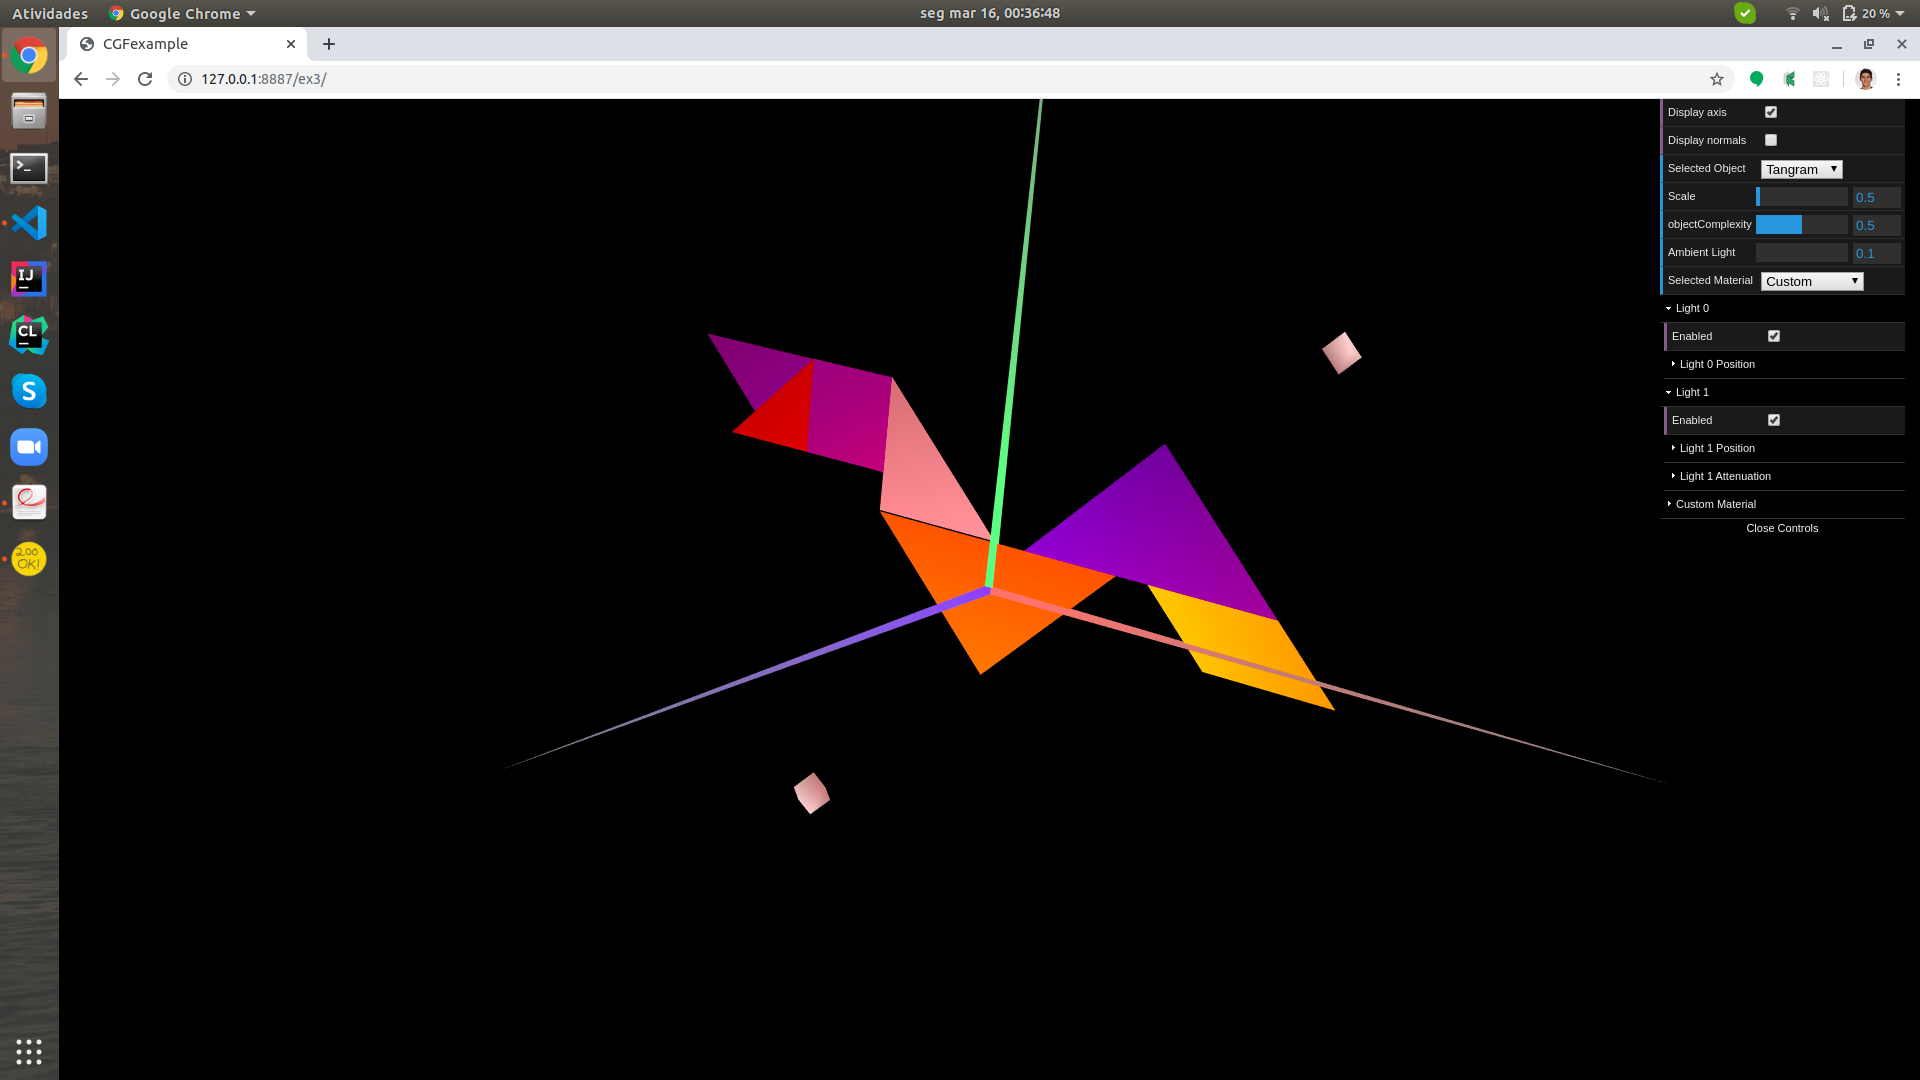 Atividades Google Chrome seg mar 16, 00:36:48 20 %
CGFexample
127.0.0.1:8887/ex3/
Display axis
Display normals
Selected Object Tangram
Scale 0.5
objectComplexity 0.5
Ambient Light 0.1
Selected Material Custom
Light 0
Enabled
Light 0 Position
Light 1
Enabled
Light 1 Position
Light 1 Attenuation
Custom Material
Close Controls
>_
IJ
CL
S
200
OK!